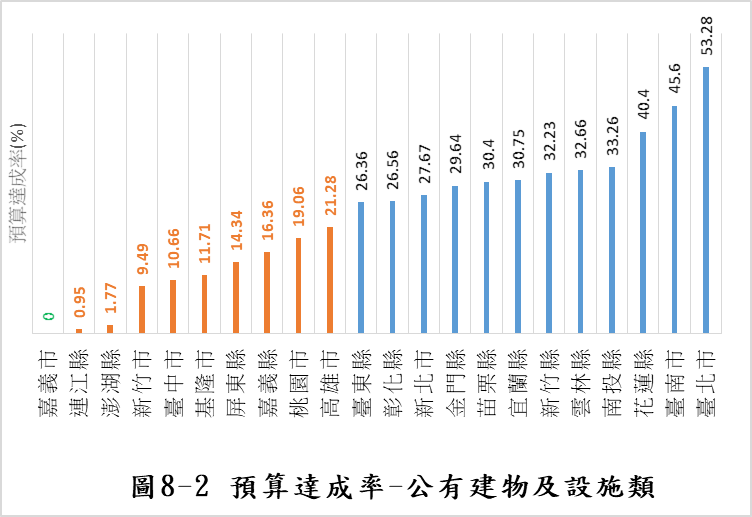 預算達成率(%)
0
0.95
1.77
9.49
10.66
11.71
14.34
16.36
19.06
21.28
26.36
26.56
27.67
29.64
30.4
30.75
32.23
32.66
33.26
40.4
45.6
53.28
嘉義市
連江縣
澎湖縣
新竹市
臺中市
基隆市
屏東縣
嘉義縣
桃園市
高雄市
臺東縣
彰化縣
新北市
金門縣
苗栗縣
宜蘭縣
新竹縣
雲林縣
南投縣
花蓮縣
臺南市
臺北市
圖8-2 預算達成率-公有建物及設施類